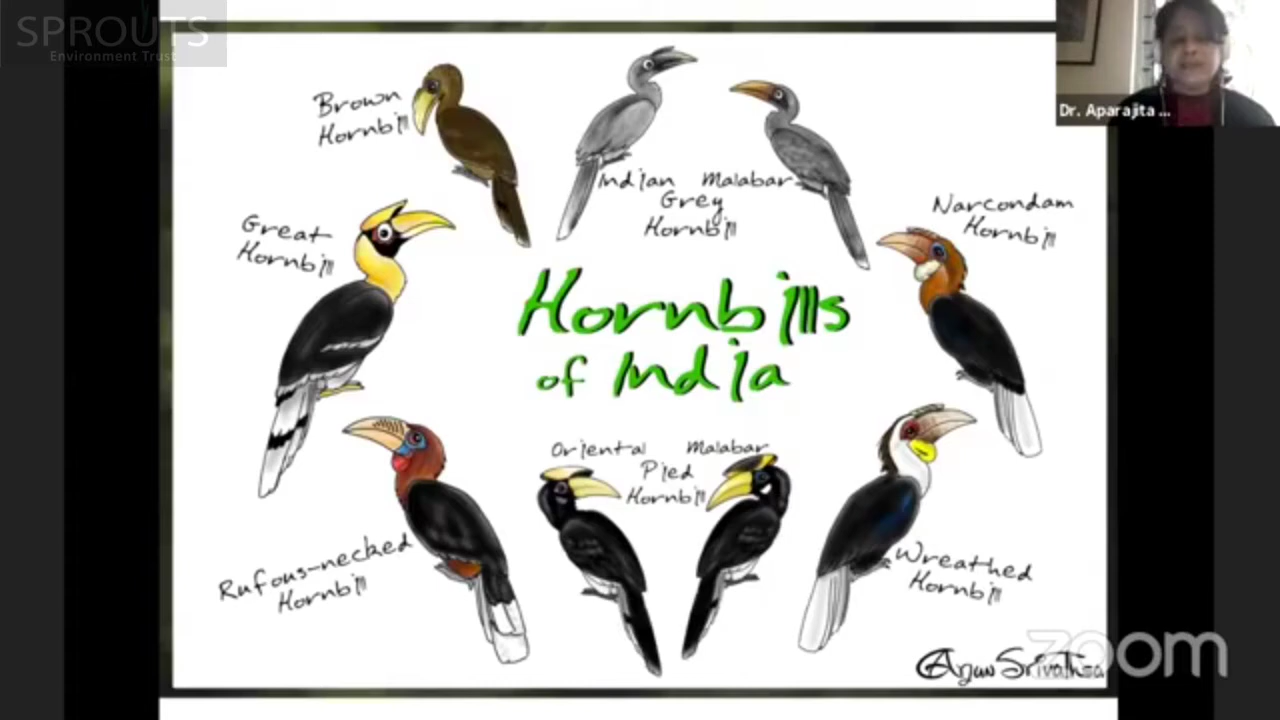 SPROUTS
Environment Trust
Dr. Aparajita ...
Brown
Hornbill
Indian Malabar
Grey
Hornbill
Great
Hornbill
Narcondam
Hornbill
Hornbills
of India
Oriental Malabar
Pied
Hornbill
Rufous-necked
Hornbill
Wreathed
Hornbill
zoom
Arjun Srivathsa